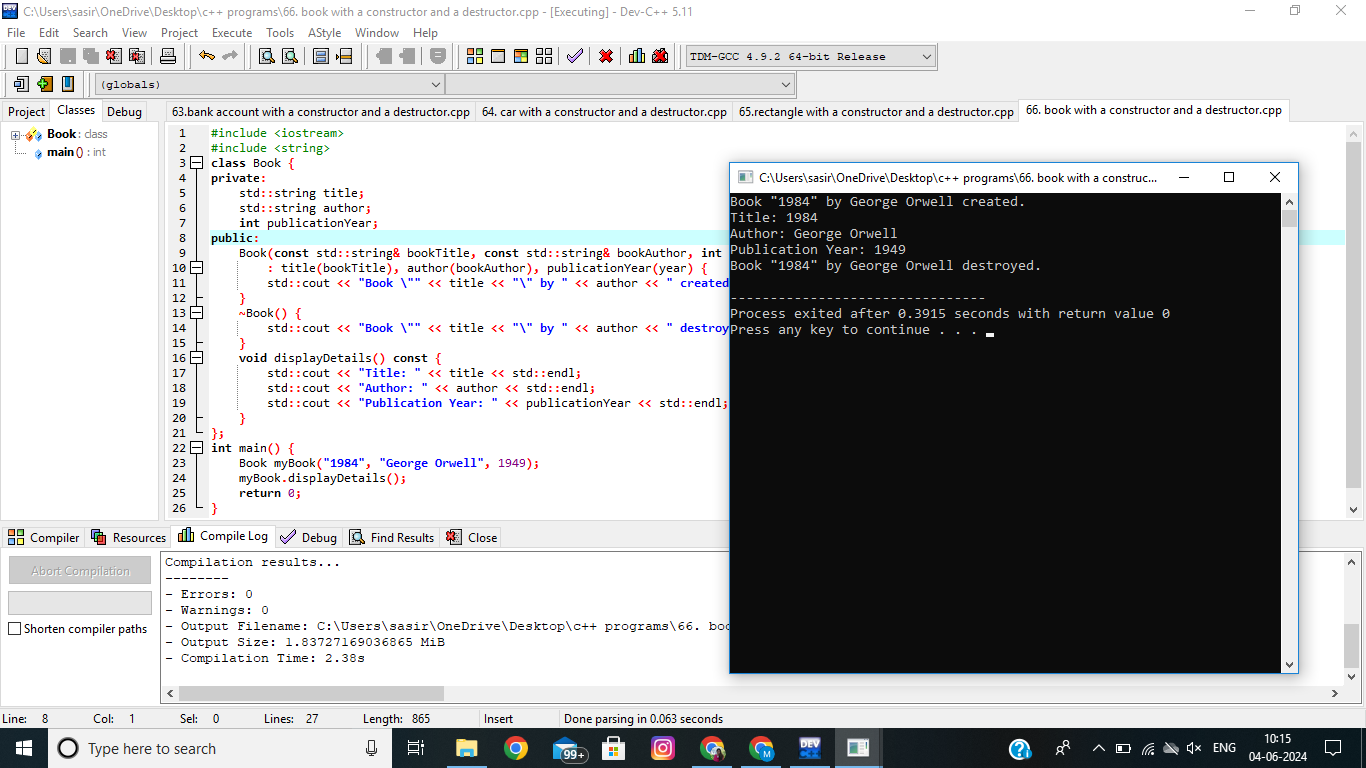 C:\Users\sasir\OneDrive\Desktop\c++ programs\66. book with a constructor and a destructor.cpp - [Executing] - Dev-C++ 5.11
File Edit Search View Project Execute Tools AStyle Window Help
TDM-GCC 4.9.2 64-bit Release
(globals)
Project Classes Debug
63.bank account with a constructor and a destructor.cpp 64. car with a constructor and a destructor.cpp 65.rectangle with a constructor and a destructor.cpp 66. book with a constructor and a destructor.cpp
Book : class
main () : int
1 #include <iostream>
2 #include <string>
3 class Book {
4 private:
5 std::string title;
6 std::string author;
7 int publicationYear;
8 public:
9 Book(const std::string& bookTitle, const std::string& bookAuthor, int
10 : title(bookTitle), author(bookAuthor), publicationYear(year) {
11 std::cout << "Book \"" << title << "\" by " << author << " created
12 }
13 ~Book() {
14 std::cout << "Book \"" << title << "\" by " << author << " destroy
15 }
16 void displayDetails() const {
17 std::cout << "Title: " << title << std::endl;
18 std::cout << "Author: " << author << std::endl;
19 std::cout << "Publication Year: " << publicationYear << std::endl;
20 }
21 };
22 int main() {
23 Book myBook("1984", "George Orwell", 1949);
24 myBook.displayDetails();
25 return 0;
26 }
C:\Users\sasir\OneDrive\Desktop\c++ programs\66. book with a construc...
Book "1984" by George Orwell created.
Title: 1984
Author: George Orwell
Publication Year: 1949
Book "1984" by George Orwell destroyed.
--------------------------------
Process exited after 0.3915 seconds with return value 0
Press any key to continue . . .
Compiler Resources Compile Log Debug Find Results Close
Abort Compilation
Shorten compiler paths
Compilation results...
--------
- Errors: 0
- Warnings: 0
- Output Filename: C:\Users\sasir\OneDrive\Desktop\c++ programs\66. boo
- Output Size: 1.83727169036865 MiB
- Compilation Time: 2.38s
Line: 8 Col: 1 Sel: 0 Lines: 27 Length: 865 Insert Done parsing in 0.063 seconds
Type here to search
99+
DEV
M
ENG
10:15
04-06-2024